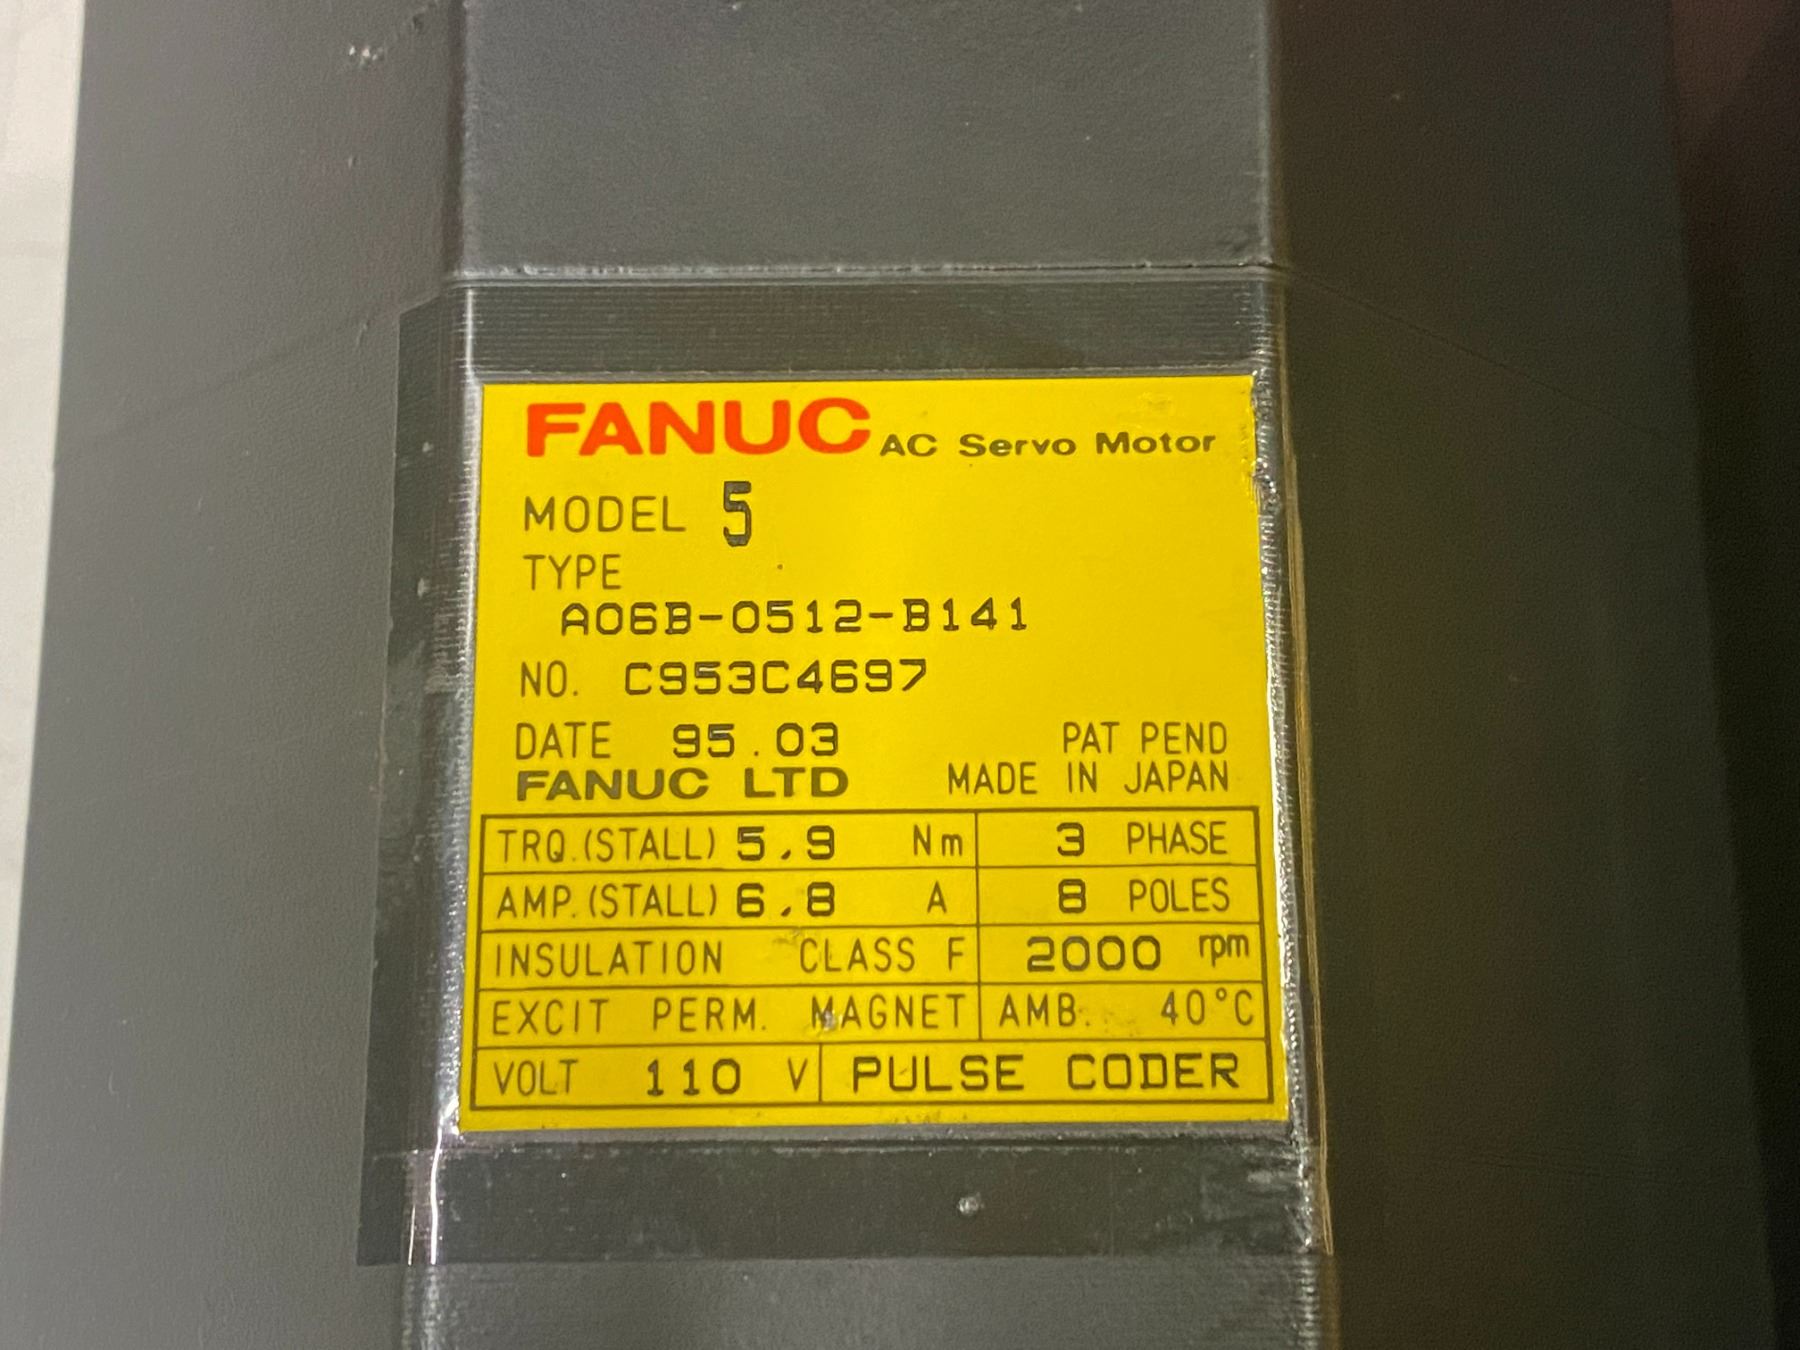 FANUC AC Servo Motor
MODEL 5
TYPE
A06B-0512-B141
NO. C953C4697
DATE 95.03 PAT PEND
FANUC LTD MADE IN JAPAN
TRQ.(STALL) 5.9 Nm 3 PHASE
AMP.(STALL) 6.8 A 8 POLES
INSULATION CLASS F 2000 rpm
EXCIT PERM. MAGNET AMB. 40°C
VOLT 110 V PULSE CODER